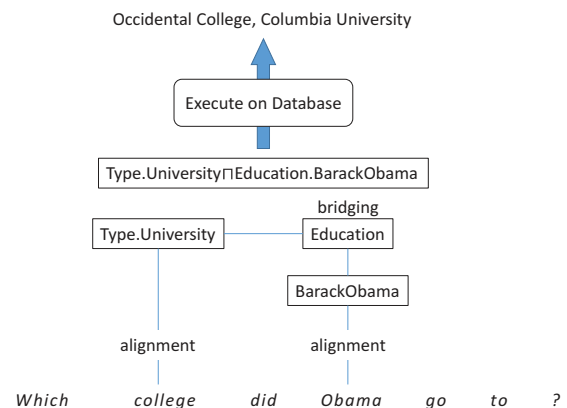 Occidental College, Columbia University
Execute on Database
Type.University⊓Education.BarackObama
bridging
Type.University Education
BarackObama
alignment alignment
Which college did Obama go to ?